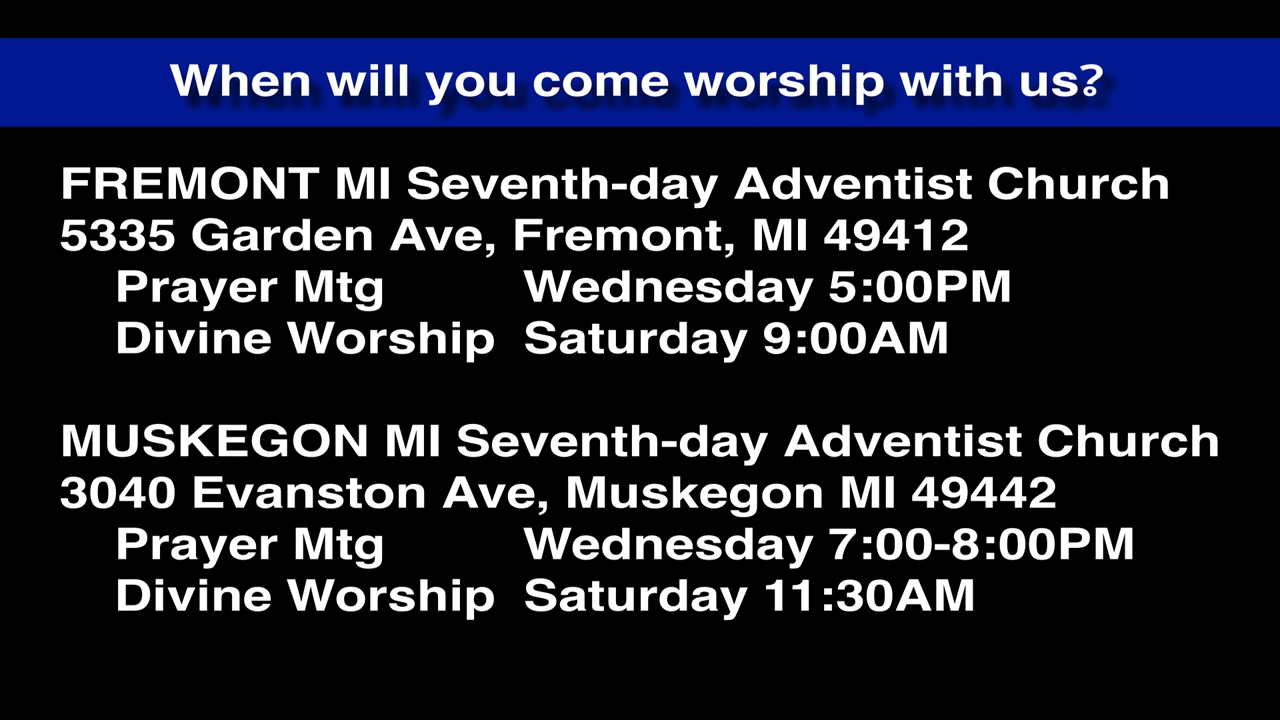 When will you come worship with us?
FREMONT MI Seventh-day Adventist Church
5335 Garden Ave, Fremont, MI 49412
Prayer Mtg Wednesday 5:00PM
Divine Worship Saturday 9:00AM
MUSKEGON MI Seventh-day Adventist Church
3040 Evanston Ave, Muskegon MI 49442
Prayer Mtg Wednesday 7:00-8:00PM
Divine Worship Saturday 11:30AM